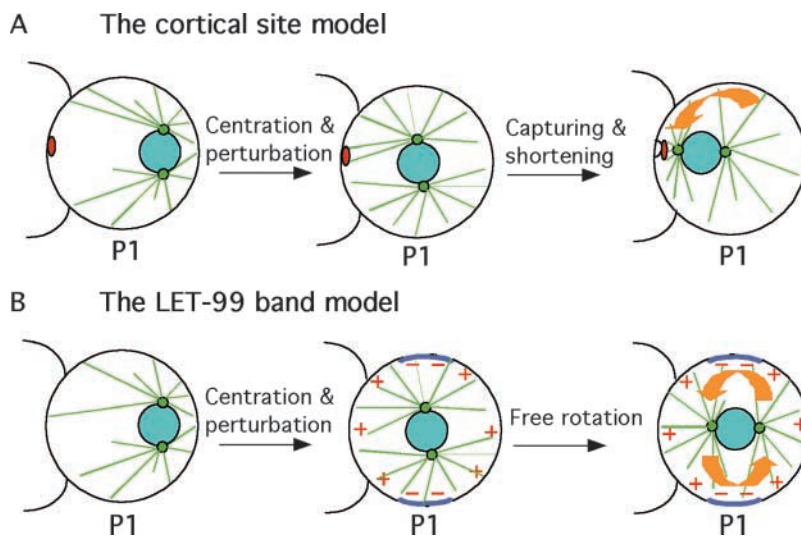 A The cortical site model
Centration &
perturbation
Capturing &
shortening
P1 P1 P1
B The LET-99 band model
Centration &
perturbation
Free rotation
+ - - +
+ +
+ +
+ - - +
+ +
+ - - +
+ - - +
P1 P1 P1